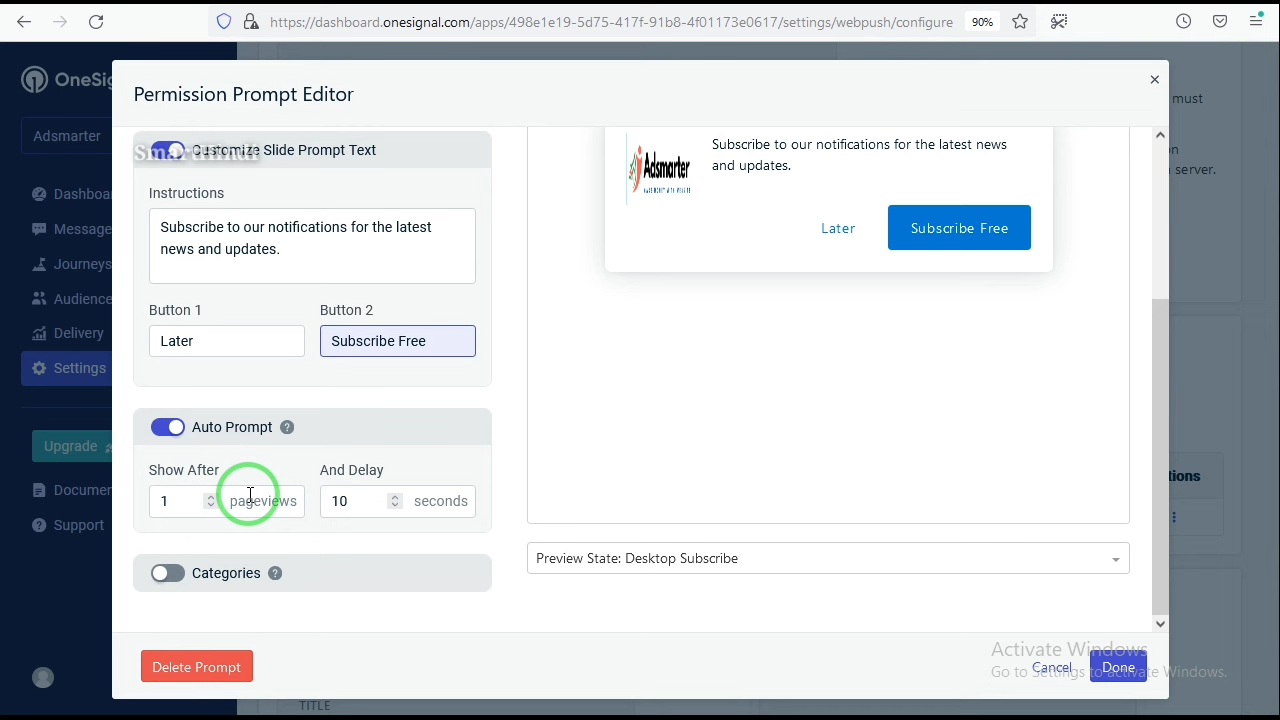 https://dashboard.onesignal.com/apps/498e1e19-5d75-417f-91b8-4f01173e0617/settings/webpush/configure
90%
OneSig
Permission Prompt Editor
must
Adsmarter
Customize Slide Prompt Text
Subscribe to our notifications for the latest news
and updates.
Adsmarter
server.
Dashboa
Instructions
Message
Subscribe to our notifications for the latest
news and updates.
Later
Subscribe Free
Journeys
Audience
Button 1
Button 2
Delivery
Later
Subscribe Free
Settings
Auto Prompt ?
Upgrade
Show After
And Delay
ions
Documen
1
pageviews
10
seconds
Support
Preview State: Desktop Subscribe
Categories ?
Delete Prompt
Cancel
Done
Activate Windows
Go to Settings to activate Windows.
TITLE